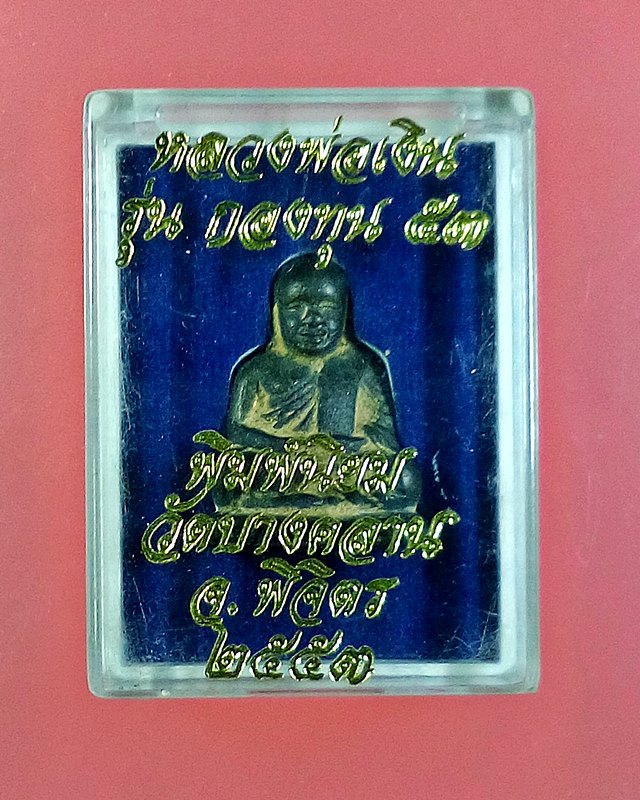 หลวงพ่อเงิน
รุ่น กองทุน ๕๓
พิมพ์นิยม
วัดบางคลาน
จ. พิจิตร
๒๕๕๓